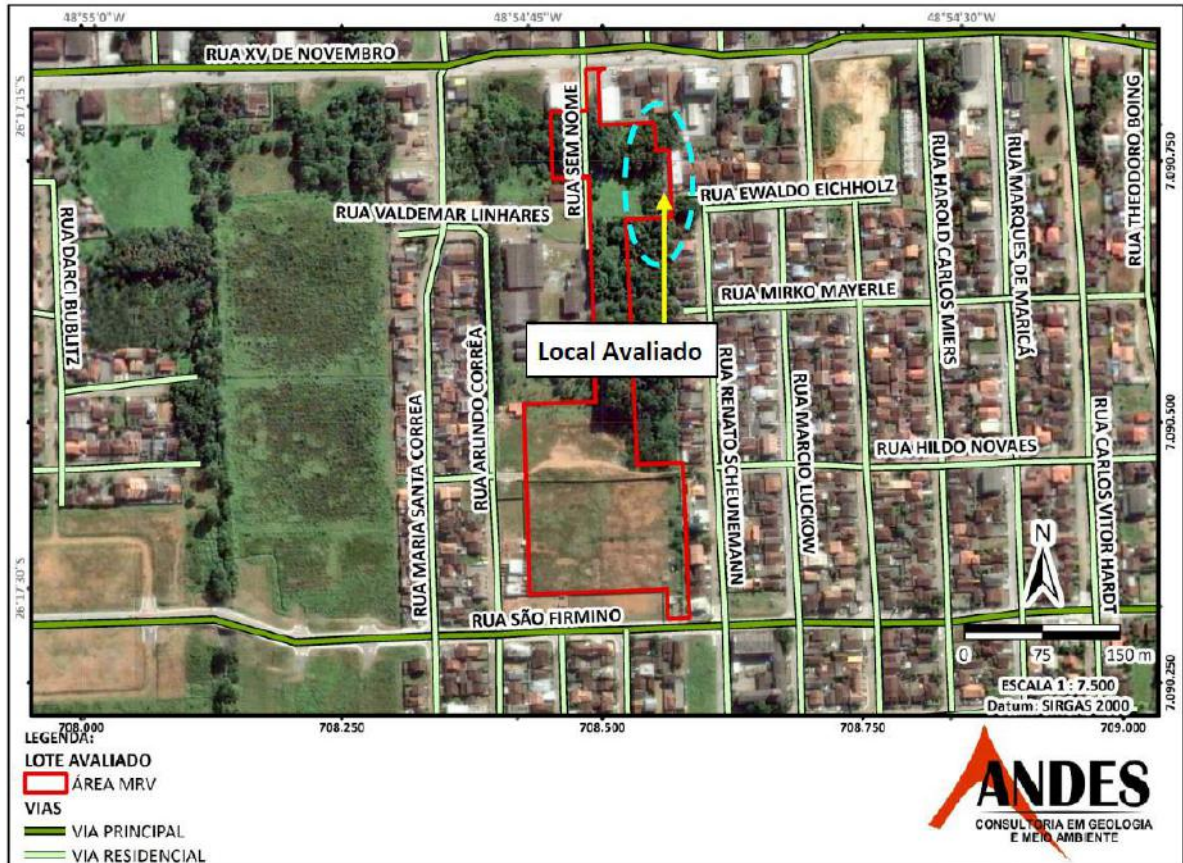 48°55'0"W
48°54'45"W
48°54'30"W
26°17'15"S
26°17'30"S
7.090.750
7.090.500
7.090.250
RUA XV DE NOVEMBRO
RUA SEM NOME
RUA EWALDO EICHHOLZ
RUA VALDEMAR LINHARES
RUA DARCI BUBLITZ
RUA HAROLD CARLOS MIERS
RUA MARQUES DE MARICÁ
RUA THEODORO BOING
RUA MIRKO MAYERLE
Local Avaliado
RUA MARIA SANTA CORREA
RUA ARLINDO CORRÊA
RUA RENATO SCHEUNEMANN
RUA MARCIO LUCKOW
RUA HILDO NOVAES
RUA CARLOS VITOR HARDT
RUA SÃO FIRMINO
N
0 75 150 m
ESCALA 1 : 7.500
Datum: SIRGAS 2000
708.000
708.250
708.500
708.750
709.000
LEGENDA:
LOTE AVALIADO
ÁREA MRV
VIAS
VIA PRINCIPAL
VIA RESIDENCIAL
ANDES
CONSULTORIA EM GEOLOGIA
E MEIO AMBIENTE